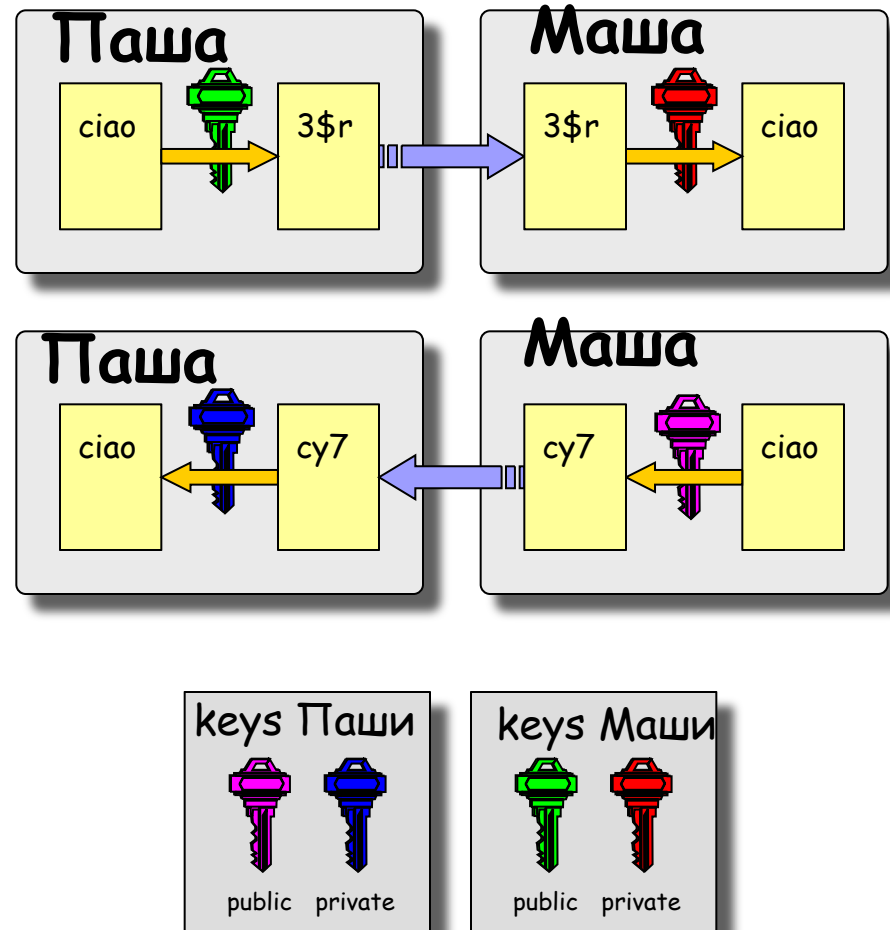 Паша
Маша
ciao
3$r
3$r
ciao
Паша
Маша
ciao
cy7
cy7
ciao
keys Паши
keys Маши
public private
public private